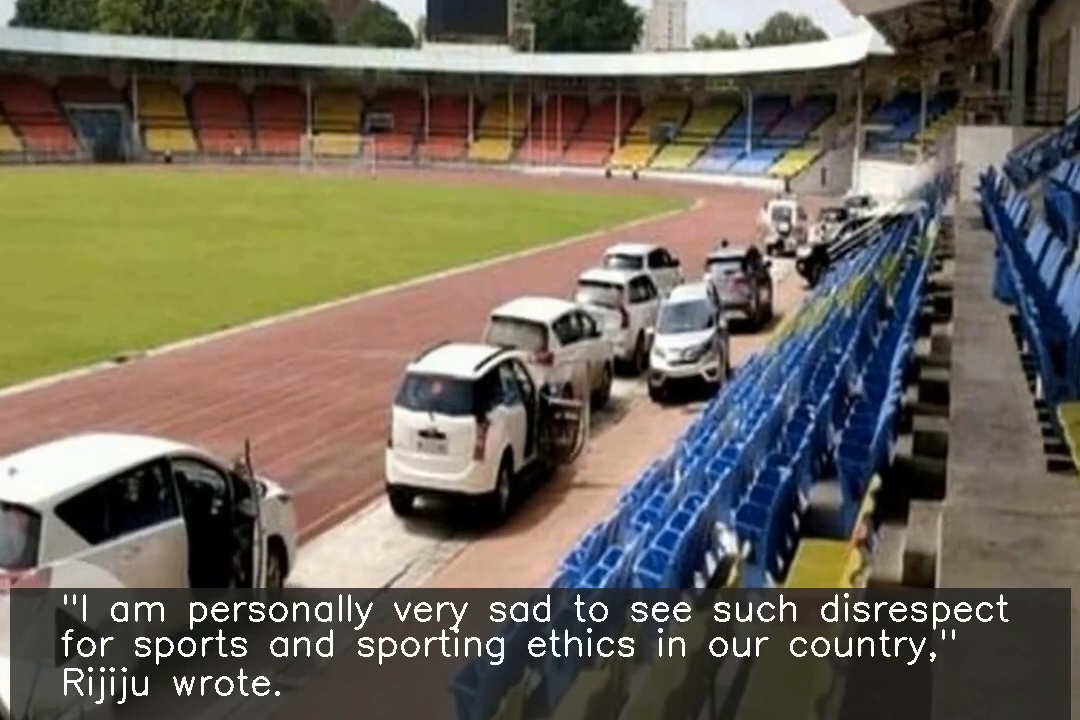 "I am personally very sad to see such disrespect
for sports and sporting ethics in our country,"
Rijiju wrote.